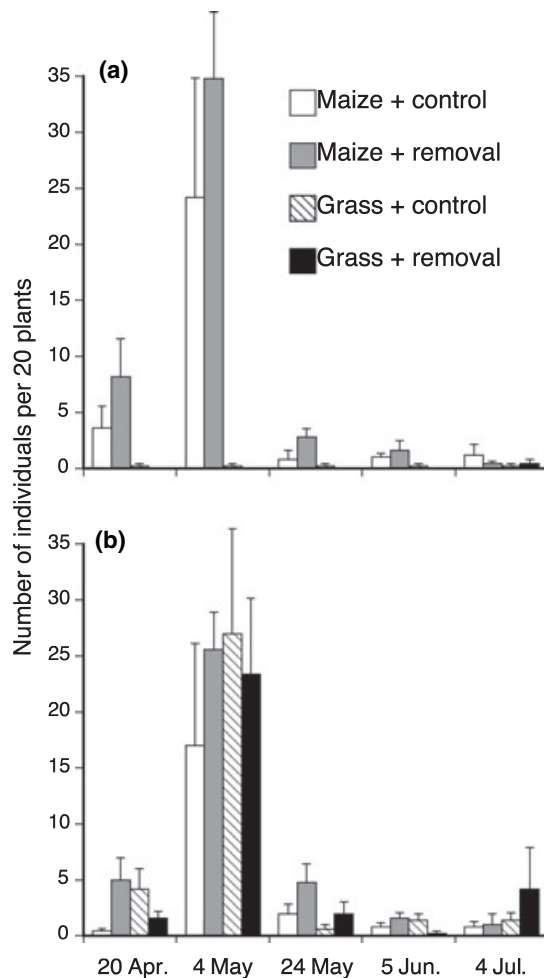 Number of individuals per 20 plants
(a)
35
30
25
20
15
10
5
0
Maize + control
Maize + removal
Grass + control
Grass + removal
(b)
35
30
25
20
15
10
5
0
20 Apr. 4 May 24 May 5 Jun. 4 Jul.